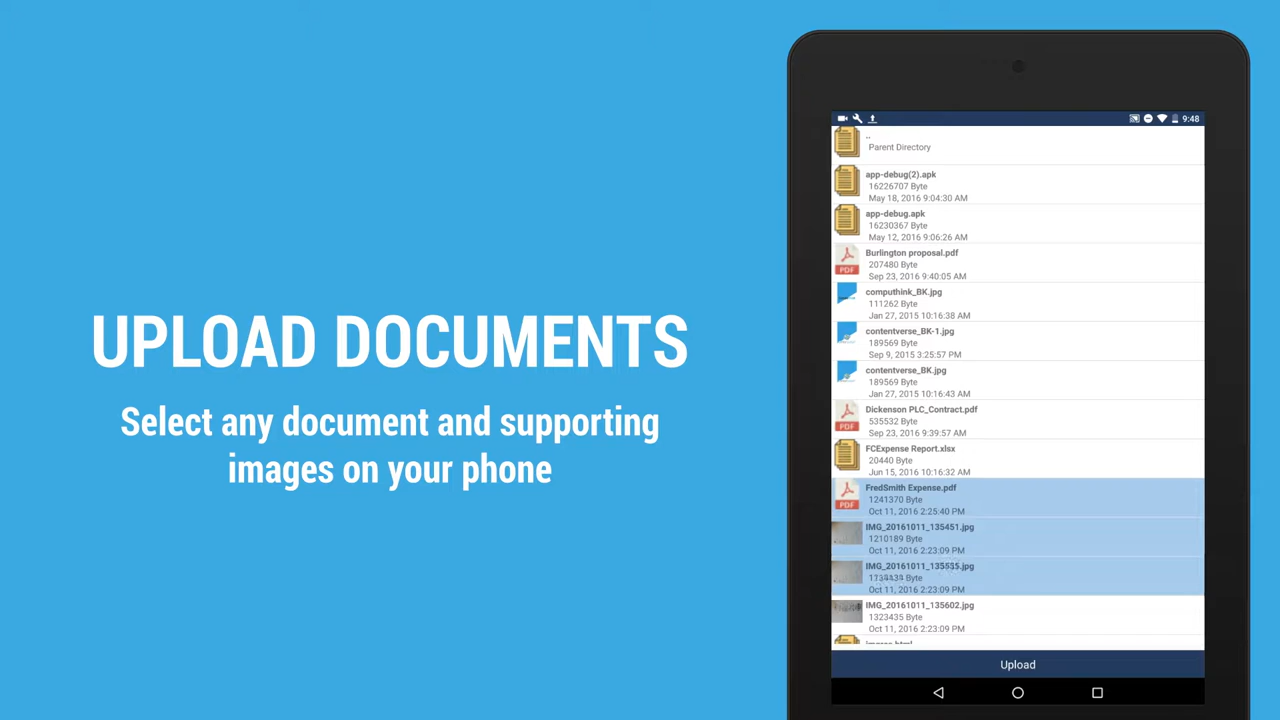 UPLOAD DOCUMENTS
Select any document and supporting
images on your phone
9:48
..
Parent Directory
app-debug(2).apk
16226707 Byte
May 18, 2016 9:04:30 AM
app-debug.apk
16230367 Byte
May 12, 2016 9:06:26 AM
PDF
Burlington proposal.pdf
207480 Byte
Sep 23, 2016 9:40:05 AM
computhink_BK.jpg
111262 Byte
Jan 27, 2015 10:16:38 AM
contentverse_BK-1.jpg
189569 Byte
Sep 9, 2015 3:25:57 PM
contentverse_BK.jpg
189569 Byte
Jan 27, 2015 10:16:43 AM
PDF
Dickenson PLC_Contract.pdf
535532 Byte
Sep 23, 2016 9:39:57 AM
FCExpense Report.xlsx
20440 Byte
Jun 15, 2016 10:16:32 AM
PDF
FredSmith Expense.pdf
1241370 Byte
Oct 11, 2016 2:25:40 PM
IMG_20161011_135451.jpg
1210189 Byte
Oct 11, 2016 2:23:09 PM
IMG_20161011_135535.jpg
Byte
Oct 11, 2016 2:23:09 PM
IMG_20161011_135602.jpg
1323435 Byte
Oct 11, 2016 2:23:09 PM
Upload